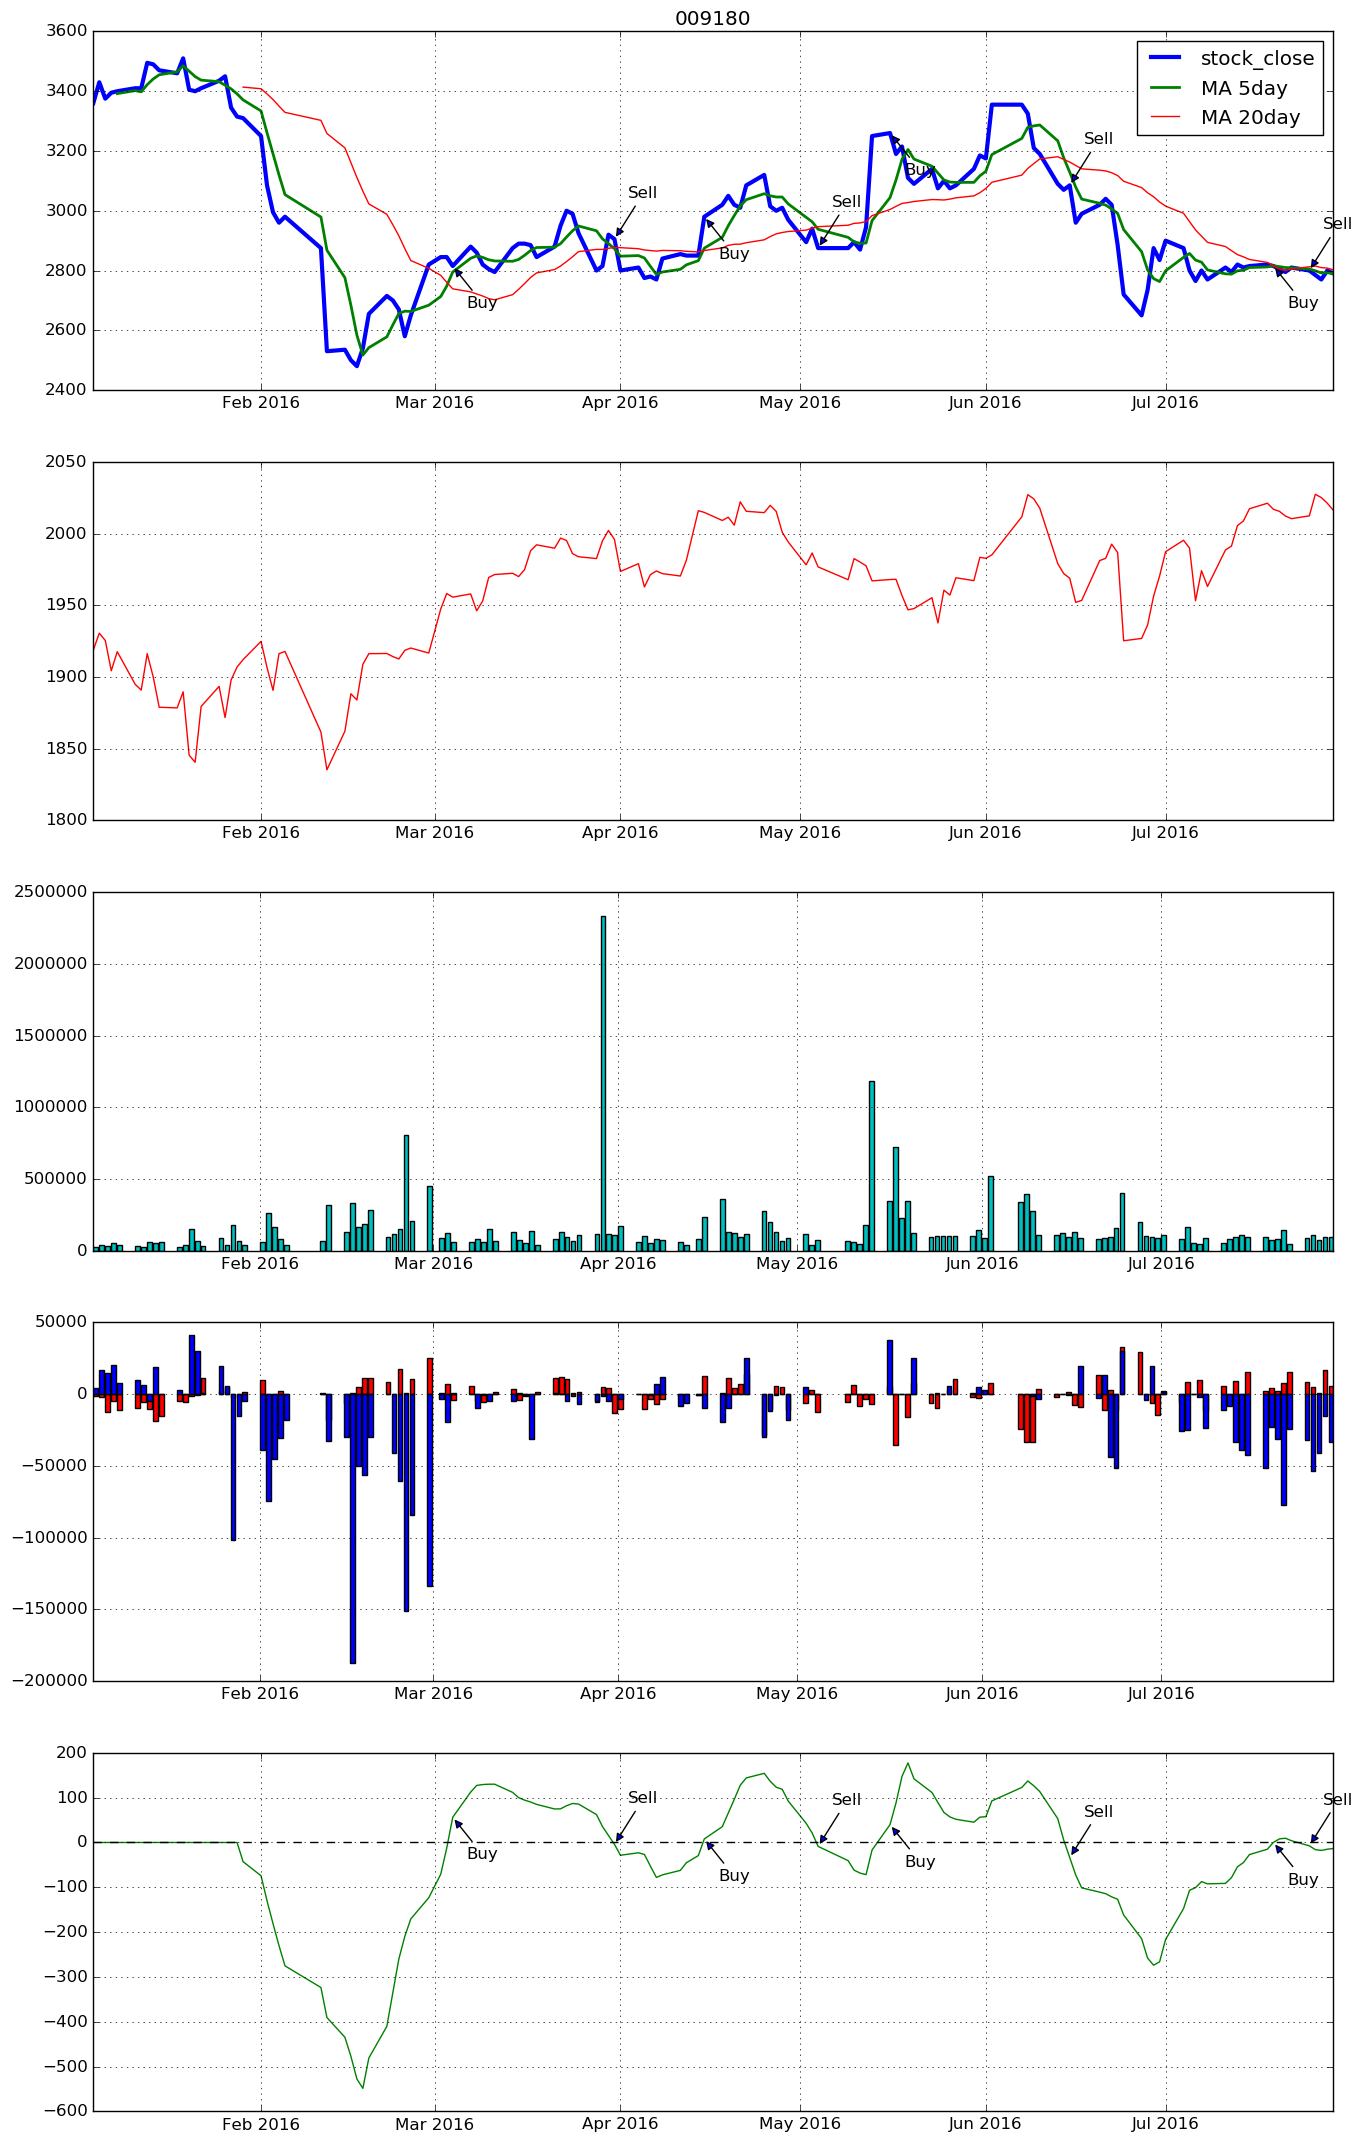 009180
3600
3400
3200
3000
2800
2600
2400
stock_close
MA 5day
MA 20day
Sell
Buy
Sell
Buy
Sell
Buy
Sell
Buy
Feb 2016 Mar 2016 Apr 2016 May 2016 Jun 2016 Jul 2016
2050
2000
1950
1900
1850
1800
Feb 2016 Mar 2016 Apr 2016 May 2016 Jun 2016 Jul 2016
2500000
2000000
1500000
1000000
500000
0
Feb 2016 Mar 2016 Apr 2016 May 2016 Jun 2016 Jul 2016
50000
0
−50000
−100000
−150000
−200000
Feb 2016 Mar 2016 Apr 2016 May 2016 Jun 2016 Jul 2016
200
100
0
−100
−200
−300
−400
−500
−600
Buy
Sell
Buy
Sell
Buy
Sell
Buy
Sell
Feb 2016 Mar 2016 Apr 2016 May 2016 Jun 2016 Jul 2016